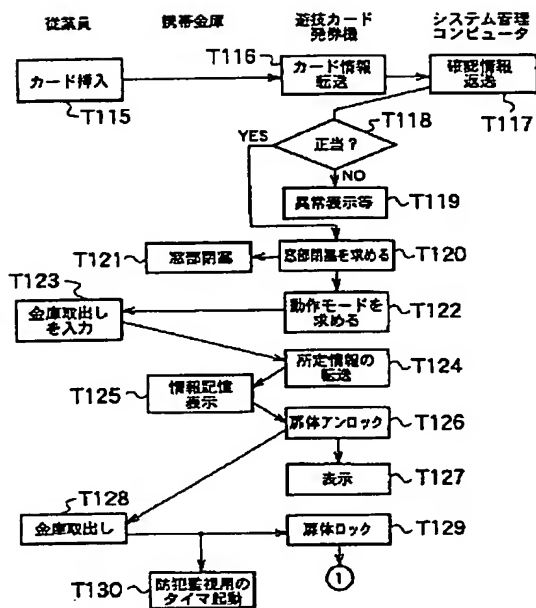 従業員
携帯金庫
遊技カード
発券機
システム管理
コンピュータ
カード挿入
T115
T116
カード情報
転送
確認情報
返送
T117
T118
正当?
YES
NO
異常表示等
T119
窓部閉塞を求める
T120
T121
窓部閉塞
動作モードを
求める
T122
T123
金庫取出し
を入力
所定情報の
転送
T124
T125
情報記憶
表示
扉体アンロック
T126
表示
T127
T128
金庫取出し
扉体ロック
T129
T130
防犯監視用の
タイマ起動
1